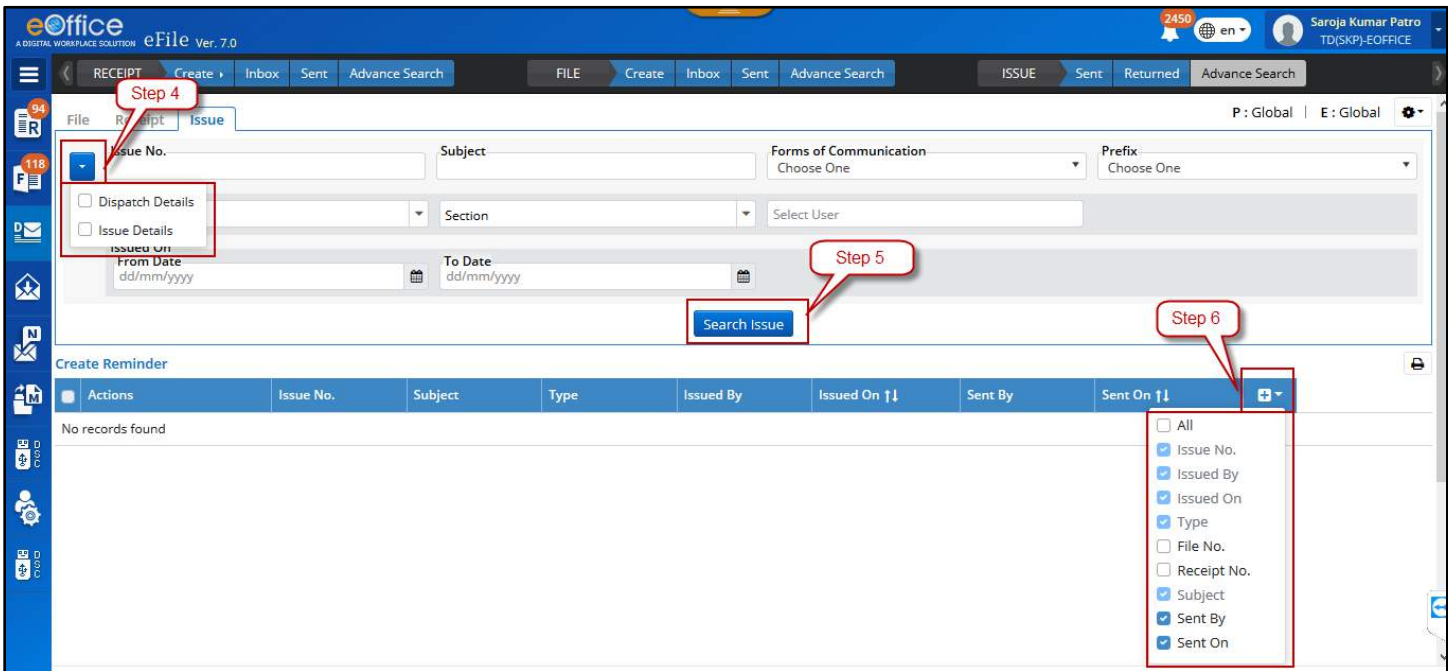 eOffice
A DIGITAL WORKPLACE SOLUTION eFile Ver. 7.0
2450
en
Saroja Kumar Patro
TD(SKP)-EOFFICE
RECEIPT Create Inbox Sent Advance Search FILE Create Inbox Sent Advance Search ISSUE Sent Returned Advance Search
Step 4
94
R
File Receipt Issue
P : Global | E : Global
Issue No. Subject Forms of Communication Prefix
Choose One Choose One
118
F
Dispatch Details
Section Select User
D
Issue Details
Issued On
From Date To Date
dd/mm/yyyy dd/mm/yyyy
Step 5
Search Issue
Step 6
N
Create Reminder
M
Actions Issue No. Subject Type Issued By Issued On Sent By Sent On
No records found
All
Issue No.
Issued By
Issued On
Type
File No.
Receipt No.
Subject
Sent By
Sent On
DSC
DSC